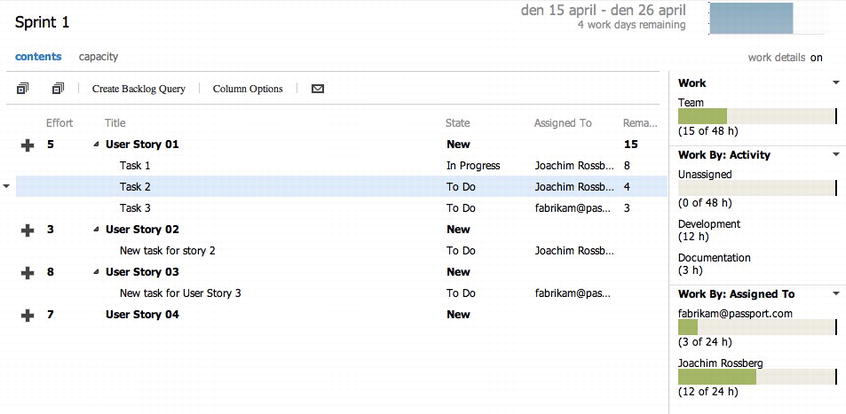 Sprint 1
den 15 april - den 26 april
4 work days remaining
contents capacity
work details on
Create Backlog Query Column Options
Effort Title State Assigned To Rema...
5 User Story 01 New 15
Task 1 In Progress Joachim Rossb... 8
Task 2 To Do Joachim Rossb... 4
Task 3 To Do fabrikam@pas... 3
3 User Story 02 New
New task for story 2 To Do Joachim Rossb...
8 User Story 03 New
New task for User Story 3 To Do fabrikam@pas...
7 User Story 04 New
Work
Team
(15 of 48 h)
Work By: Activity
Unassigned
(0 of 48 h)
Development
(12 h)
Documentation
(3 h)
Work By: Assigned To
fabrikam@passport.com
(3 of 24 h)
Joachim Rossberg
(12 of 24 h)